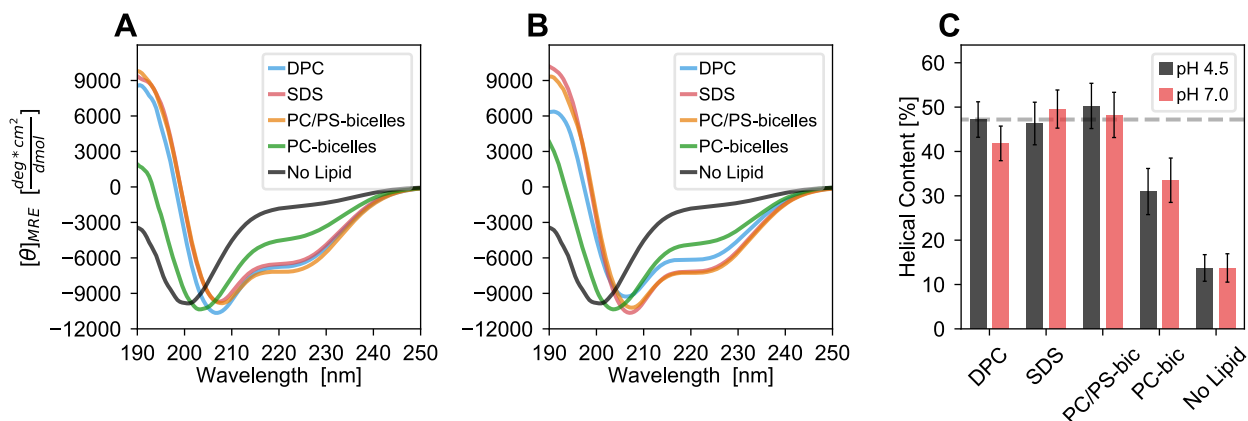 A
[θ]MRE [deg*cm²/dmol]
9000
6000
3000
0
−3000
−6000
−9000
−12000
DPC
SDS
PC/PS-bicelles
PC-bicelles
No Lipid
190 200 210 220 230 240 250
Wavelength [nm]
B
9000
6000
3000
0
−3000
−6000
−9000
−12000
DPC
SDS
PC/PS-bicelles
PC-bicelles
No Lipid
190 200 210 220 230 240 250
Wavelength [nm]
C
Helical Content [%]
60
50
40
30
20
10
0
pH 4.5
pH 7.0
DPC
SDS
PC/PS-bic
PC-bic
No Lipid